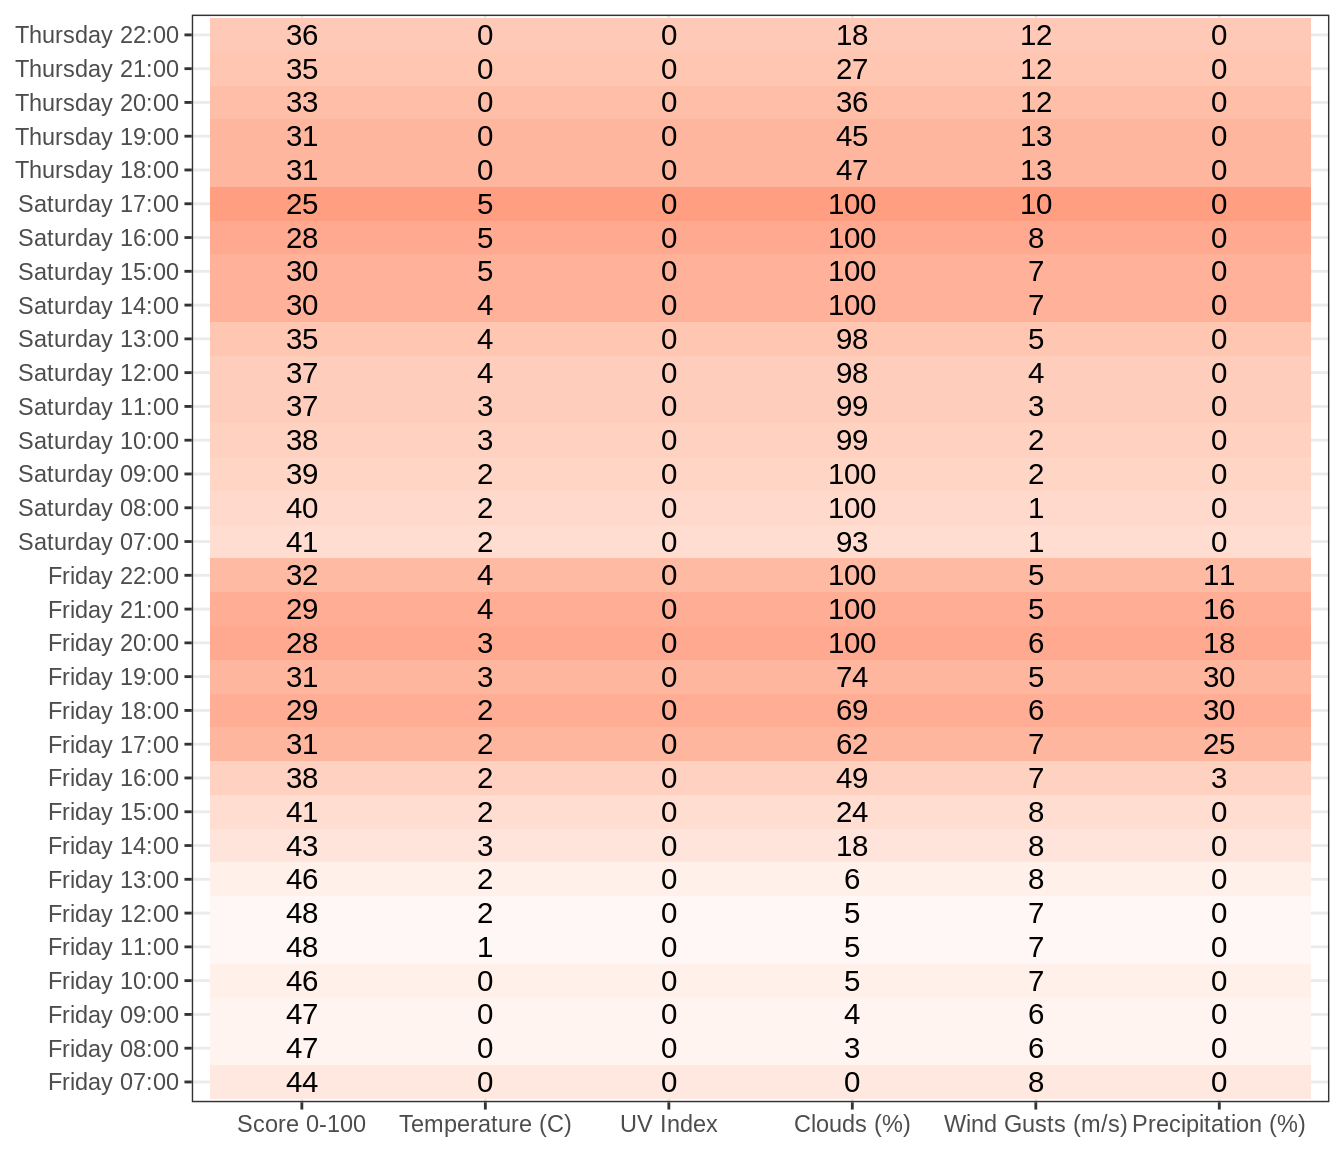 Thursday 22:00 36 0 0 18 12 0
Thursday 21:00 35 0 0 27 12 0
Thursday 20:00 33 0 0 36 12 0
Thursday 19:00 31 0 0 45 13 0
Thursday 18:00 31 0 0 47 13 0
Saturday 17:00 25 5 0 100 10 0
Saturday 16:00 28 5 0 100 8 0
Saturday 15:00 30 5 0 100 7 0
Saturday 14:00 30 4 0 100 7 0
Saturday 13:00 35 4 0 98 5 0
Saturday 12:00 37 4 0 98 4 0
Saturday 11:00 37 3 0 99 3 0
Saturday 10:00 38 3 0 99 2 0
Saturday 09:00 39 2 0 100 2 0
Saturday 08:00 40 2 0 100 1 0
Saturday 07:00 41 2 0 93 1 0
Friday 22:00 32 4 0 100 5 11
Friday 21:00 29 4 0 100 5 16
Friday 20:00 28 3 0 100 6 18
Friday 19:00 31 3 0 74 5 30
Friday 18:00 29 2 0 69 6 30
Friday 17:00 31 2 0 62 7 25
Friday 16:00 38 2 0 49 7 3
Friday 15:00 41 2 0 24 8 0
Friday 14:00 43 3 0 18 8 0
Friday 13:00 46 2 0 6 8 0
Friday 12:00 48 2 0 5 7 0
Friday 11:00 48 1 0 5 7 0
Friday 10:00 46 0 0 5 7 0
Friday 09:00 47 0 0 4 6 0
Friday 08:00 47 0 0 3 6 0
Friday 07:00 44 0 0 0 8 0
Score 0-100 Temperature (C) UV Index Clouds (%) Wind Gusts (m/s) Precipitation (%)